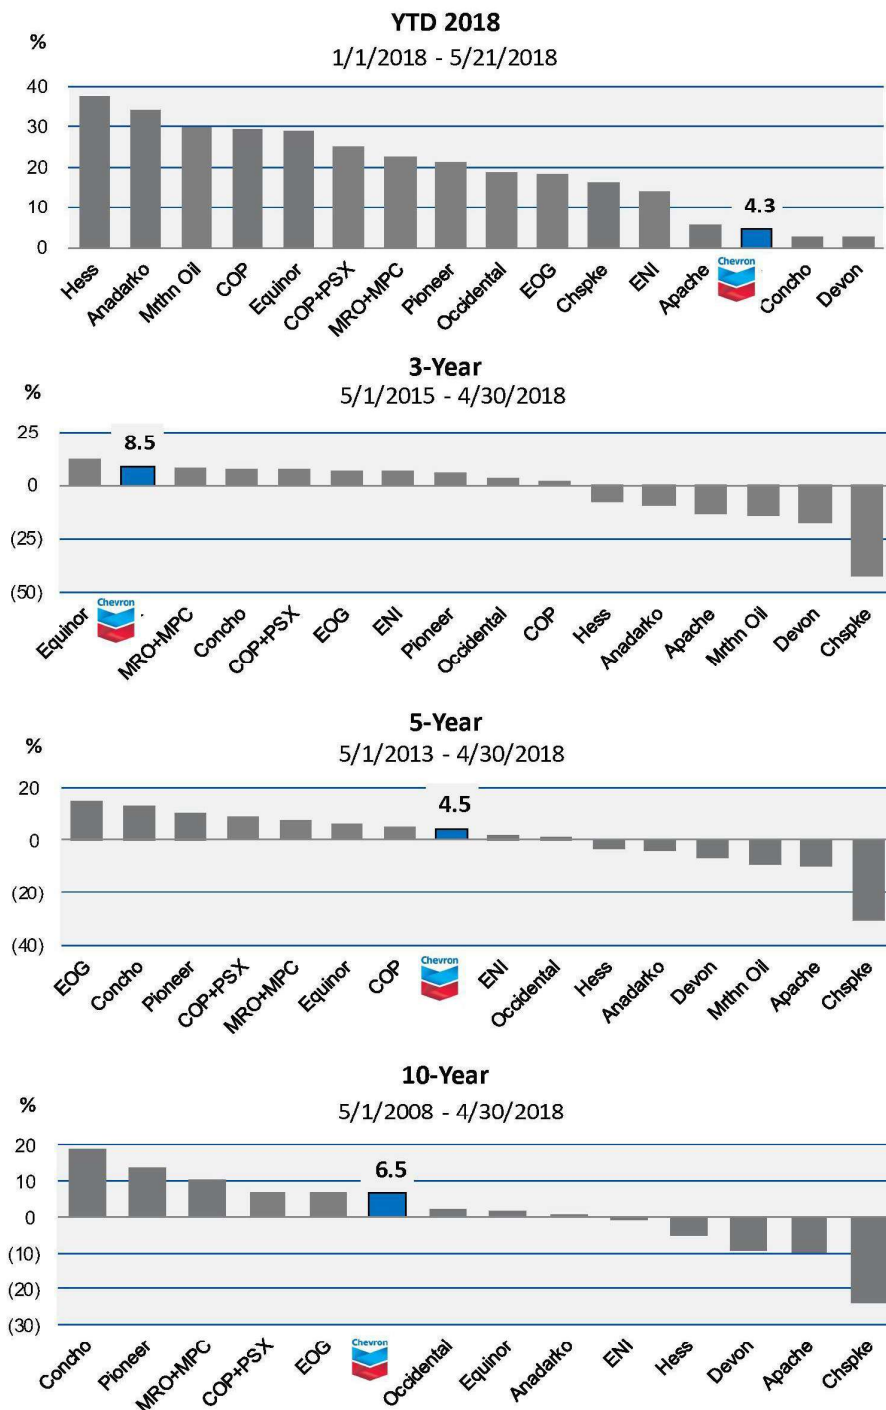 YTD 2018
%
1/1/2018 - 5/21/2018
40
30
20
10
0
4.3
Hess
Anadarko
Mrthn Oil
COP
Equinor
COP+PSX
MRO+MPC
Pioneer
Occidental
EOG
Chspke
ENI
Apache
Chevron
Concho
Devon
3-Year
%
5/1/2015 - 4/30/2018
25
0
(25)
(50)
8.5
Equinor
Chevron
MRO+MPC
Concho
COP+PSX
EOG
ENI
Pioneer
Occidental
COP
Hess
Anadarko
Apache
Mrthn Oil
Devon
Chspke
5-Year
%
5/1/2013 - 4/30/2018
20
0
(20)
(40)
4.5
EOG
Concho
Pioneer
COP+PSX
MRO+MPC
Equinor
COP
Chevron
ENI
Occidental
Hess
Anadarko
Devon
Mrthn Oil
Apache
Chspke
10-Year
%
5/1/2008 - 4/30/2018
20
10
0
(10)
(20)
(30)
6.5
Concho
Pioneer
MRO+MPC
COP+PSX
EOG
Chevron
Occidental
Equinor
Anadarko
ENI
Hess
Devon
Apache
Chspke